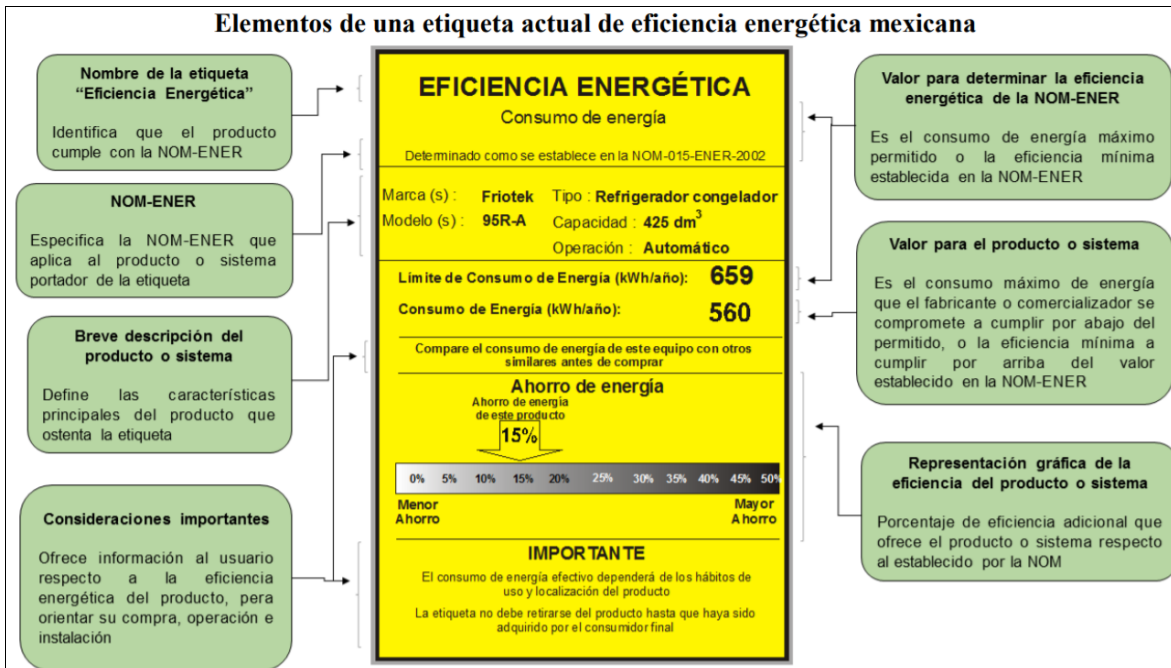 Elementos de una etiqueta actual de eficiencia energética mexicana
Nombre de la etiqueta
“Eficiencia Energética”
Identifica que el producto
cumple con la NOM-ENER
NOM-ENER
Especifica la NOM-ENER que
aplica al producto o sistema
portador de la etiqueta
Breve descripción del
producto o sistema
Define las características
principales del producto que
ostenta la etiqueta
Consideraciones importantes
Ofrece información al usuario
respecto a la eficiencia
energética del producto, pera
orientar su compra, operación e
instalación
EFICIENCIA ENERGÉTICA
Consumo de energía
Determinado como se establece en la NOM-015-ENER-2002
Marca (s) : Friotek Tipo : Refrigerador congelador
Modelo (s) : 95R-A Capacidad : 425 dm3
Operación : Automático
Límite de Consumo de Energía (kWh/año): 659
Consumo de Energía (kWh/año): 560
Compare el consumo de energía de este equipo con otros
similares antes de comprar
Ahorro de energía
Ahorro de energía
de este producto
15%
0% 5% 10% 15% 20% 25% 30% 35% 40% 45% 50%
Menor Mayor
Ahorro Ahorro
IMPORTANTE
El consumo de energía efectivo dependerá de los hábitos de
uso y localización del producto
La etiqueta no debe retirarse del producto hasta que haya sido
adquirido por el consumidor final
Valor para determinar la eficiencia
energética de la NOM-ENER
Es el consumo de energía máximo
permitido o la eficiencia mínima
establecida en la NOM-ENER
Valor para el producto o sistema
Es el consumo máximo de energía
que el fabricante o comercializador se
compromete a cumplir por abajo del
permitido, o la eficiencia mínima a
cumplir por arriba del valor
establecido en la NOM-ENER
Representación gráfica de la
eficiencia del producto o sistema
Porcentaje de eficiencia adicional que
ofrece el producto o sistema respecto
al establecido por la NOM